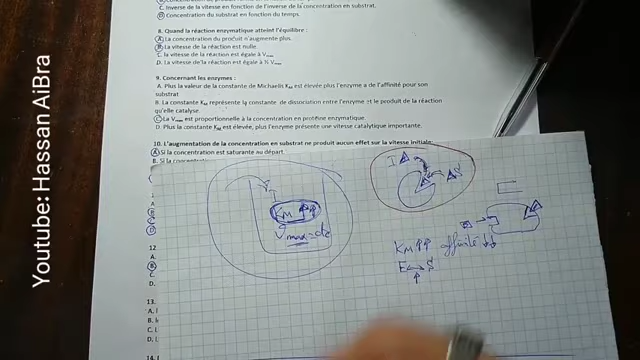 Youtube: Hassan AiBra
C. Inverse de la vitesse en fonction de l'inverse de la concentration en substrat.
D Concentration du substrat en fonction du temps.
8. Quand la réaction enzymatique atteint l'équilibre :
A La concentration du produit n'augmente plus.
B La vitesse de la réaction est nulle.
C. la vitesse de la réaction est égale à Vmax
D. La vitesse de la réaction est égale à ½ Vmax
9. Concernant les enzymes :
A. Plus la valeur de la constante de Michaelis KM est élevée plus l'enzyme a de l'affinité pour son
substrat
B. La constante KM représente la constante de dissociation entre l'enzyme et le produit de la réaction
qu'elle catalyse.
C La Vmax est proportionnelle à la concentration en protéine enzymatique.
D. Plus la constante KM est élevée, plus l'enzyme présente une vitesse catalytique importante.
10. L'augmentation de la concentration en substrat ne produit aucun effet sur la vitesse initiale:
A Si la concentration est saturante au départ.
B. Si la
I
S
KM ↑↑
Vmax = cte
E
KM ↑↑ affinité ↓↓
E ↔ S
12
A.
B
C.
D.
13.
A.
B.
C.
D.
14.